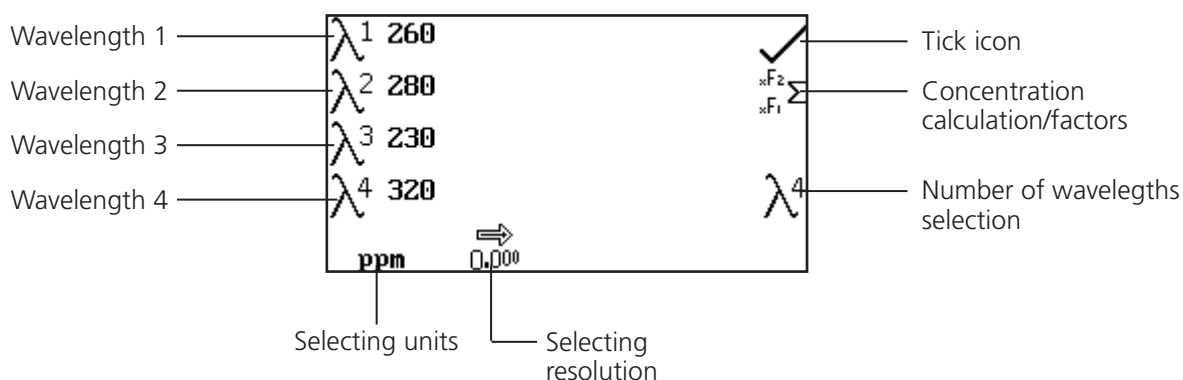 Wavelength 1
λ1 260
Tick icon
Wavelength 2
λ2 280
xF2
xF1
Σ
Concentration
calculation/factors
Wavelength 3
λ3 230
Wavelength 4
λ4 320
λ4
Number of wavelegths
selection
ppm
0.000
Selecting units
Selecting
resolution